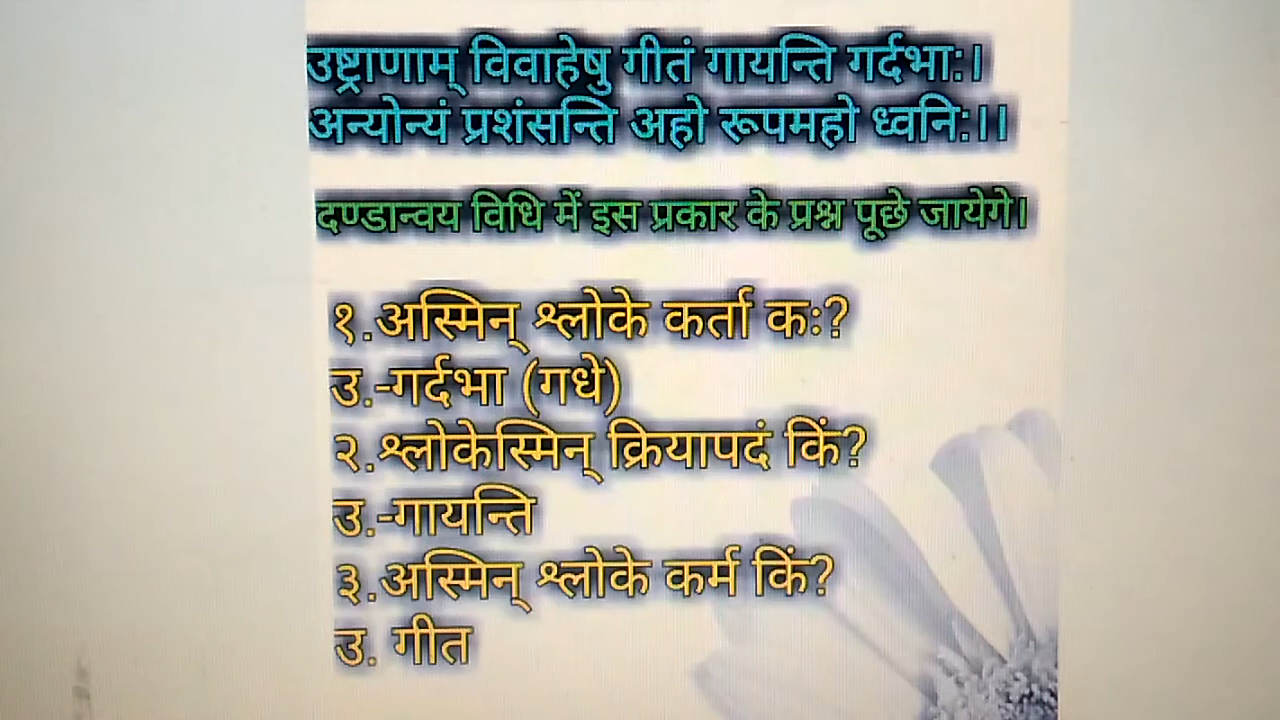 उष्ट्राणाम् विवाहेषु गीतं गायन्ति गर्दभा:।
अन्योन्यं प्रशंसन्ति अहो रूपमहो ध्वनि:।।
दण्डान्वय विधि में इस प्रकार के प्रश्न पूछे जायेगे।
१.अस्मिन् श्लोके कर्ता कः?
उ.-गर्दभा (गधे)
२.श्लोकेस्मिन् क्रियापदं किं?
उ.-गायन्ति
३.अस्मिन् श्लोके कर्म किं?
उ. गीत